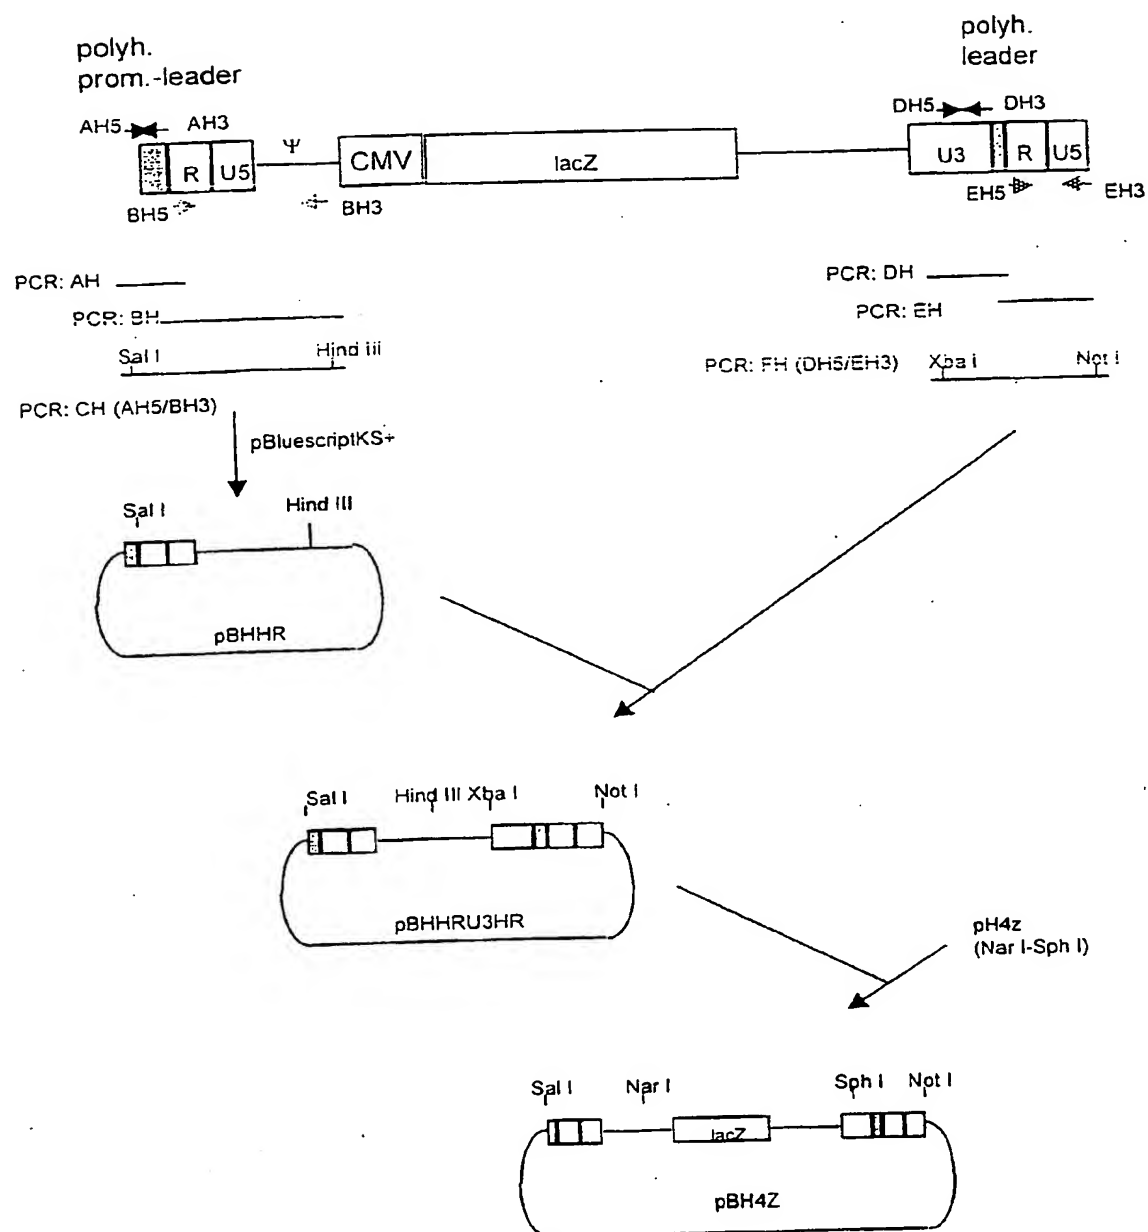 polyh.
prom.-leader
polyh.
leader
AH5 AH3
DH5 DH3
Ψ
R U5 CMV lacZ U3 R U5
BH5 BH3
EH5 EH3
PCR: AH
PCR: DH
PCR: BH
PCR: EH
Sal I Hind III
PCR: FH (DH5/EH3) Xba I Not I
PCR: CH (AH5/BH3)
pBluescriptKS+
Sal I Hind III
pBHHR
Sal I Hind III Xba I Not I
pBHHRU3HR
pH4z
(Nar I-Sph I)
Sal I Nar I Sph I Not I
lacZ
pBH4Z